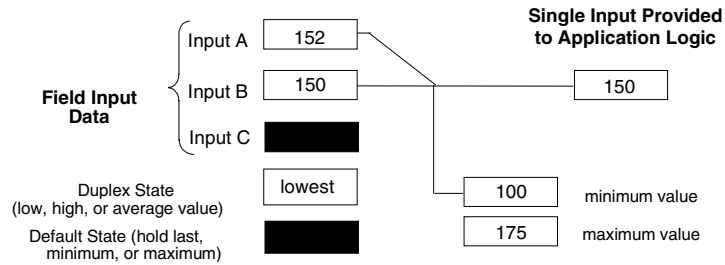 Single Input Provided
to Application Logic
Input A 152
Field Input
Data
Input B 150 150
Input C
Duplex State
(low, high, or average value)
lowest
100 minimum value
Default State (hold last,
minimum, or maximum)
175 maximum value